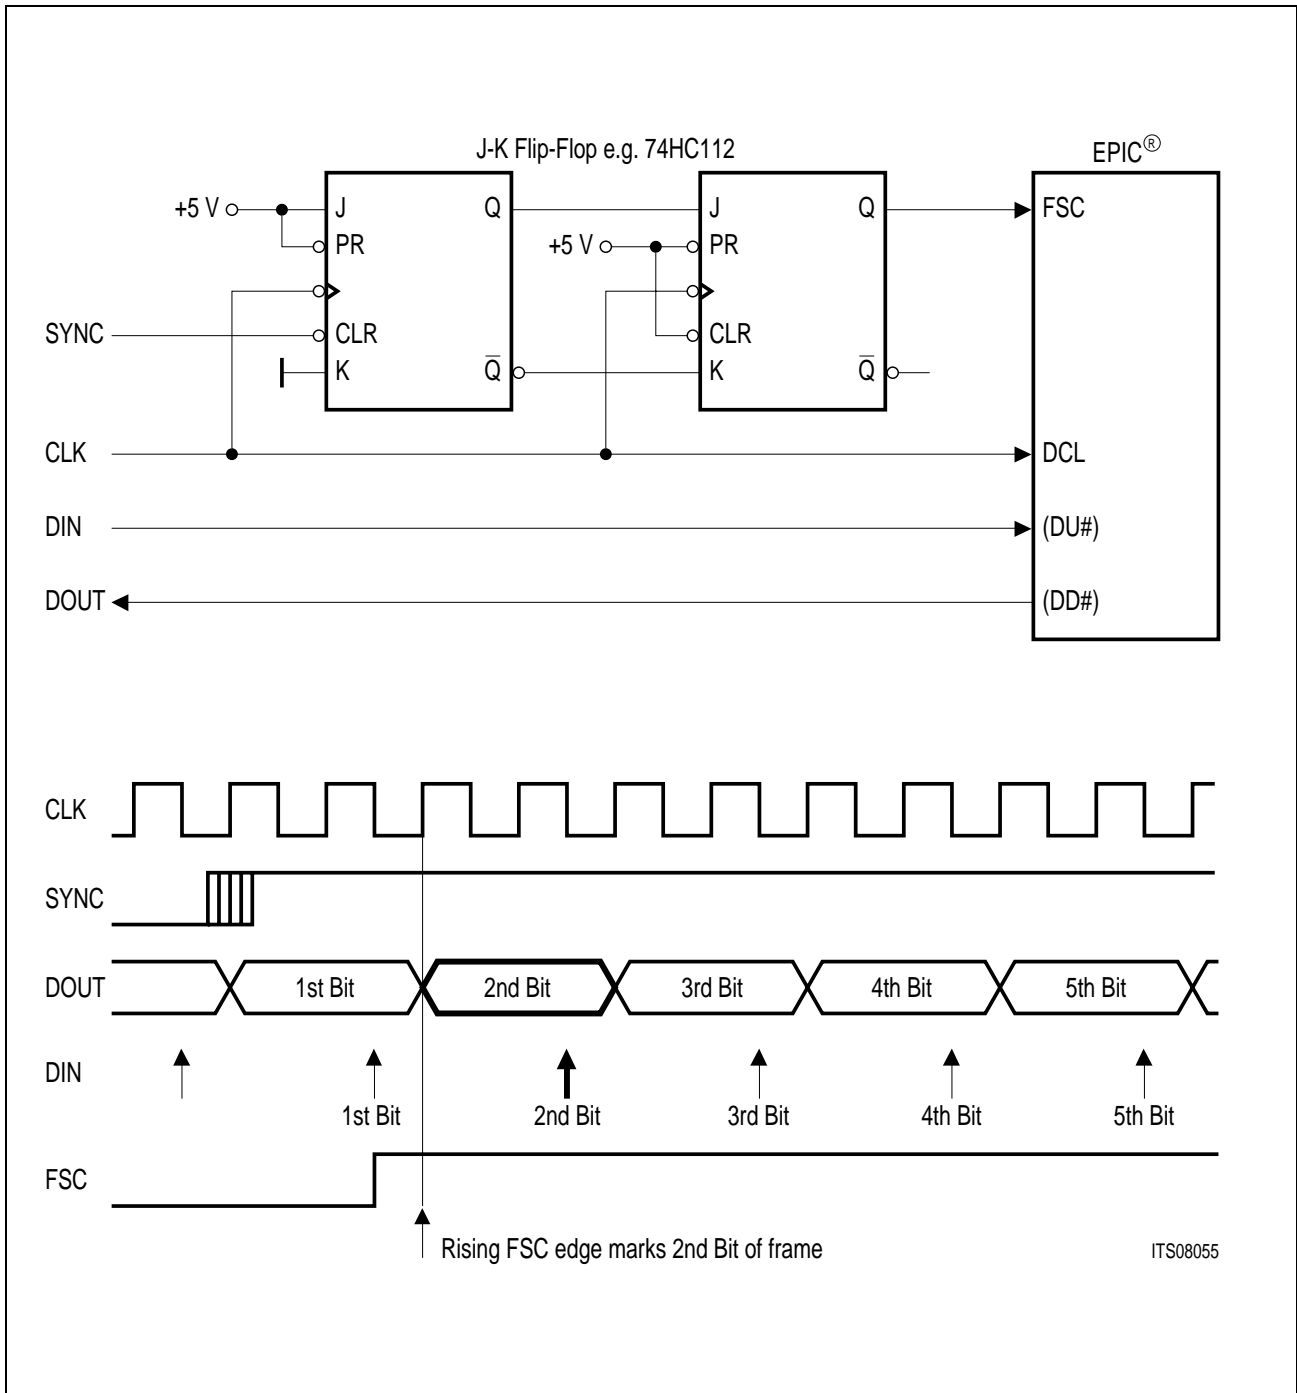 J-K Flip-Flop e.g. 74HC112
EPIC®
+5 V
J
Q
J
Q
FSC
PR
+5 V
PR
SYNC
CLR
CLR
K
Q̅
K
Q̅
CLK
DCL
DIN
(DU#)
DOUT
(DD#)
CLK
SYNC
DOUT
1st Bit
2nd Bit
3rd Bit
4th Bit
5th Bit
DIN
1st Bit
2nd Bit
3rd Bit
4th Bit
5th Bit
FSC
Rising FSC edge marks 2nd Bit of frame
ITS08055